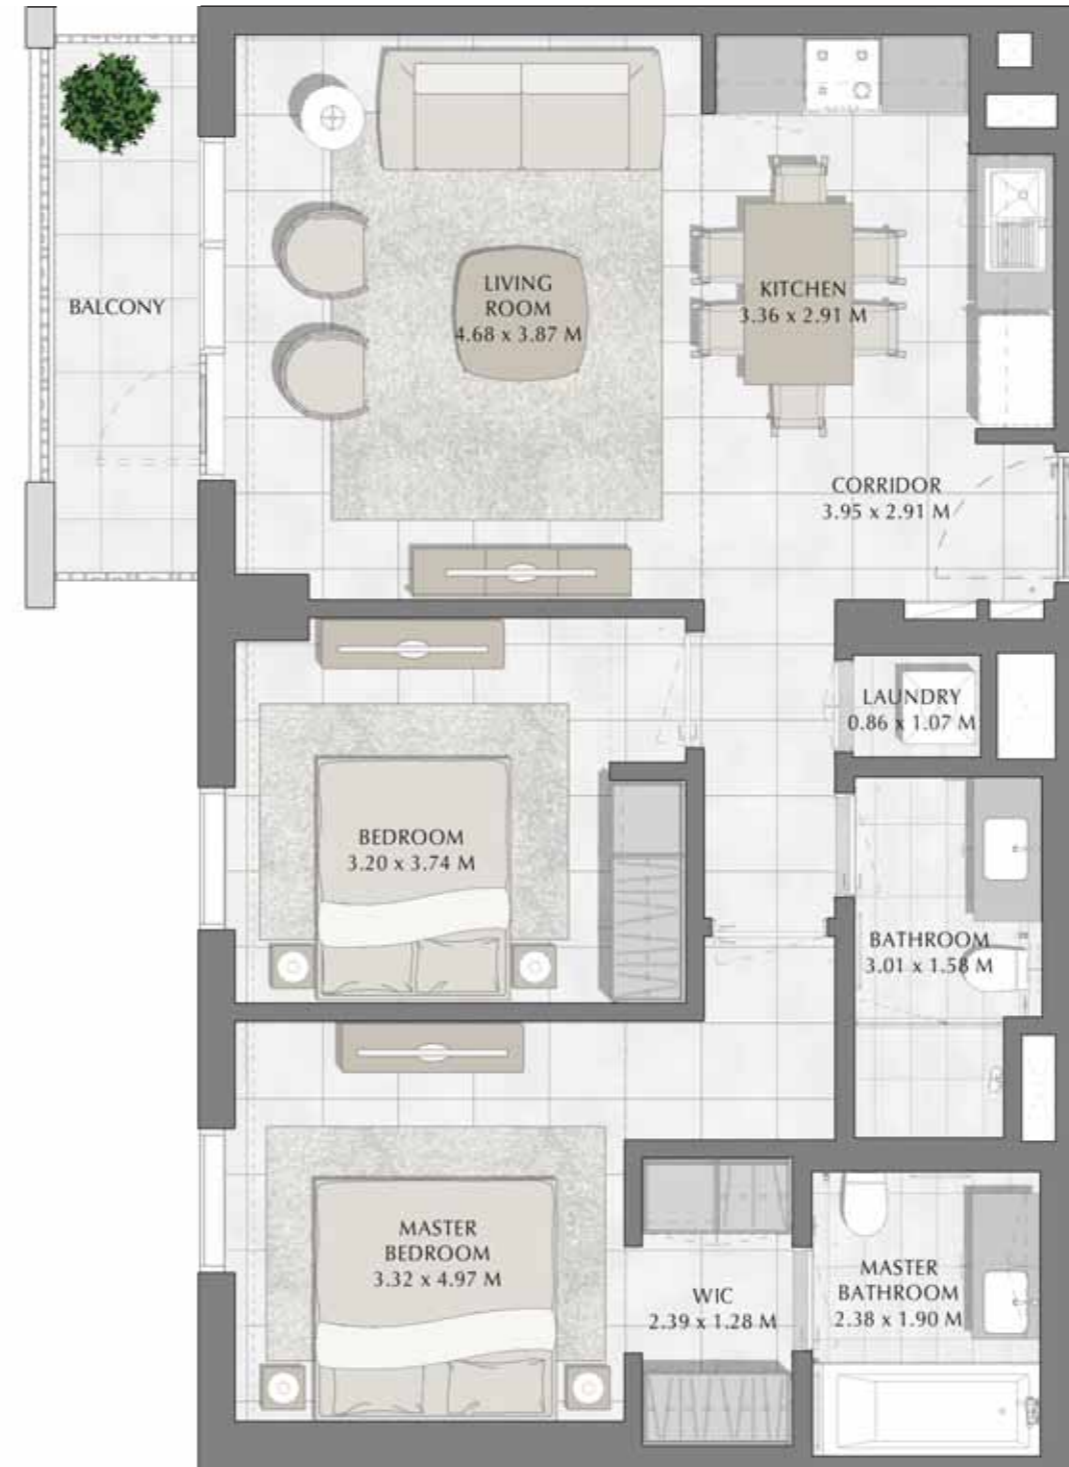 BALCONY
LIVING
ROOM
4.68 x 3.87 M
KITCHEN
3.36 x 2.91 M
CORRIDOR
3.95 x 2.91 M
LAUNDRY
0.86 x 1.07 M
BEDROOM
3.20 x 3.74 M
BATHROOM
3.01 x 1.58 M
MASTER
BEDROOM
3.32 x 4.97 M
WIC
2.39 x 1.28 M
MASTER
BATHROOM
2.38 x 1.90 M